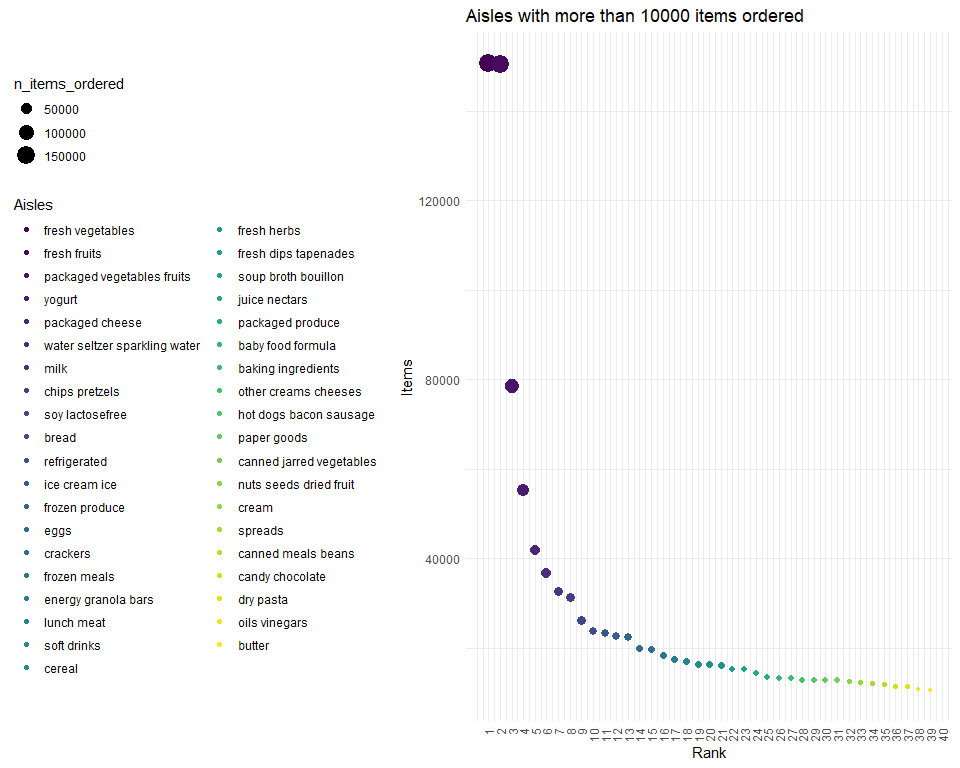 Aisles with more than 10000 items ordered
n_items_ordered
50000
100000
150000
Aisles
fresh vegetables
fresh fruits
packaged vegetables fruits
yogurt
packaged cheese
water seltzer sparkling water
milk
chips pretzels
soy lactosefree
bread
refrigerated
ice cream ice
frozen produce
eggs
crackers
frozen meals
energy granola bars
lunch meat
soft drinks
cereal
fresh herbs
fresh dips tapenades
soup broth bouillon
juice nectars
packaged produce
baby food formula
baking ingredients
other creams cheeses
hot dogs bacon sausage
paper goods
canned jarred vegetables
nuts seeds dried fruit
cream
spreads
canned meals beans
candy chocolate
dry pasta
oils vinegars
butter
Items
120000
80000
40000
1 2 3 4 5 6 7 8 9 10 11 12 13 14 15 16 17 18 19 20 21 22 23 24 25 26 27 28 29 30 31 32 33 34 35 36 37 38 39 40
Rank